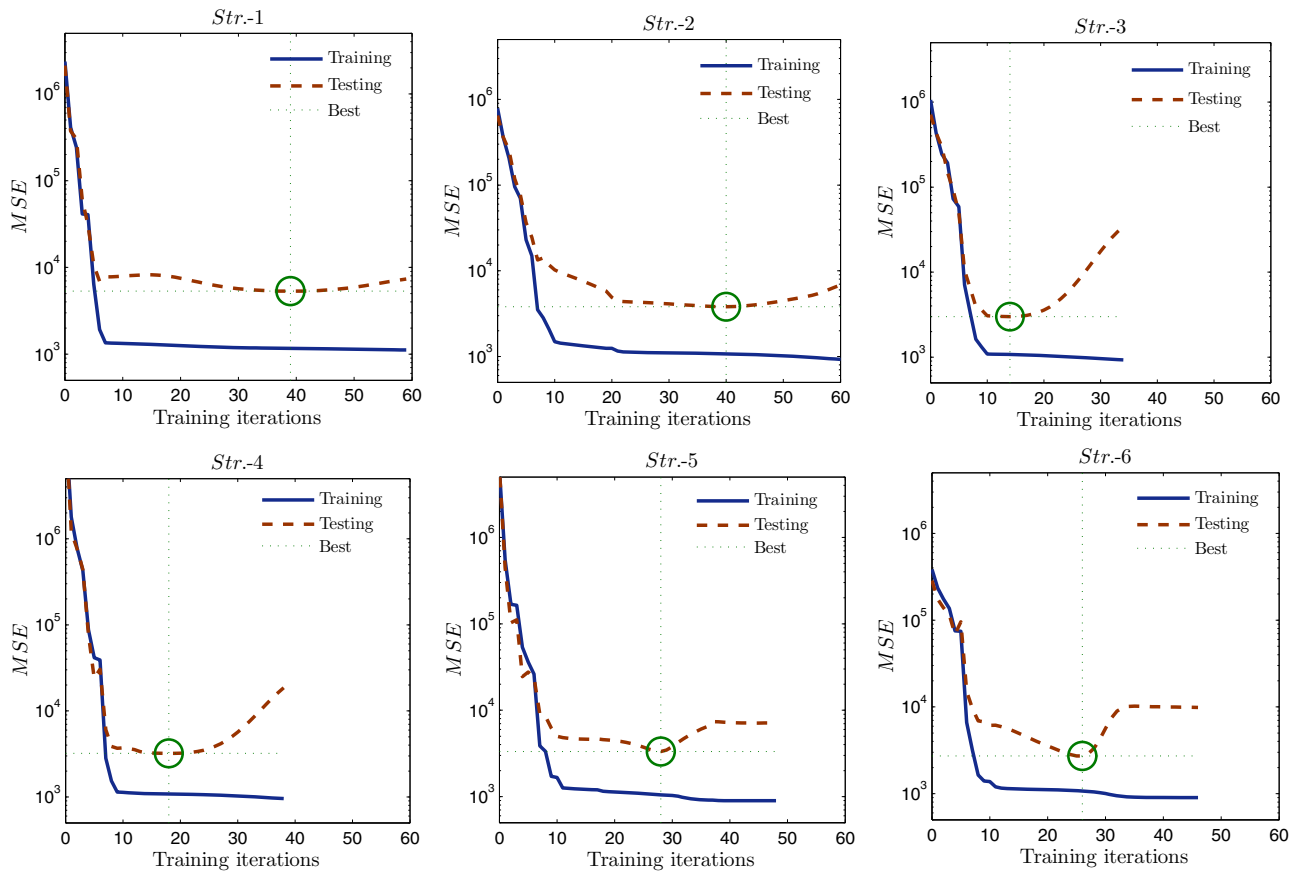 Str.-1
Training
Testing
Best
MSE
10^6
10^5
10^4
10^3
0 10 20 30 40 50 60
Training iterations
Str.-2
Training
Testing
Best
MSE
10^6
10^5
10^4
10^3
0 10 20 30 40 50 60
Training iterations
Str.-3
Training
Testing
Best
MSE
10^6
10^5
10^4
10^3
0 10 20 30 40 50 60
Training iterations
Str.-4
Training
Testing
Best
MSE
10^6
10^5
10^4
10^3
0 10 20 30 40 50 60
Training iterations
Str.-5
Training
Testing
Best
MSE
10^6
10^5
10^4
10^3
0 10 20 30 40 50 60
Training iterations
Str.-6
Training
Testing
Best
MSE
10^6
10^5
10^4
10^3
0 10 20 30 40 50 60
Training iterations